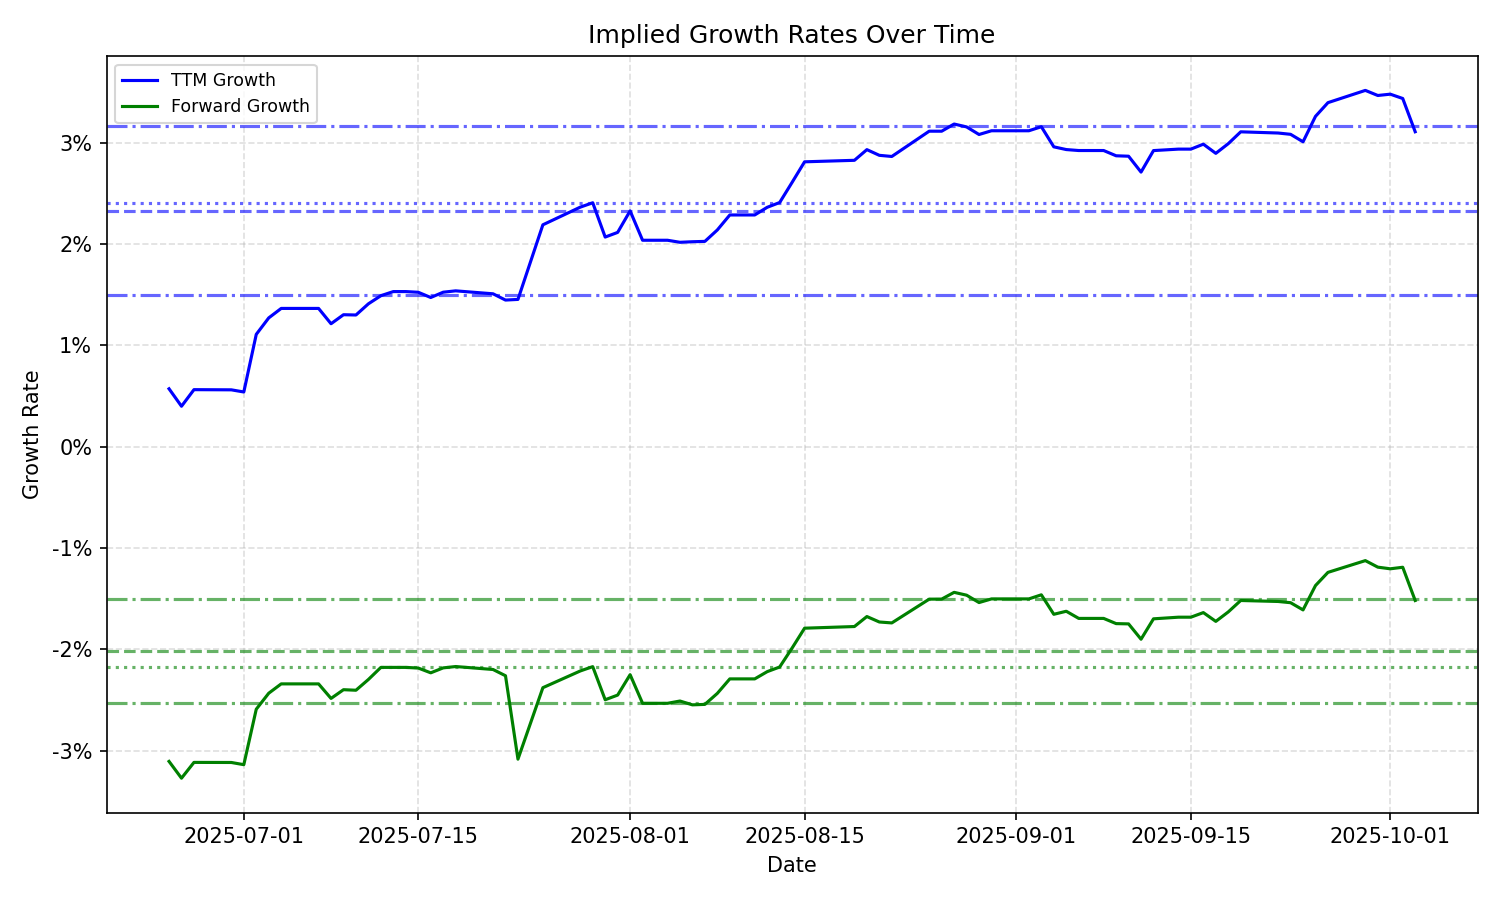 Implied Growth Rates Over Time
TTM Growth
Forward Growth
3%
2%
1%
0%
-1%
-2%
-3%
Growth Rate
2025-07-01
2025-07-15
2025-08-01
2025-08-15
2025-09-01
2025-09-15
2025-10-01
Date